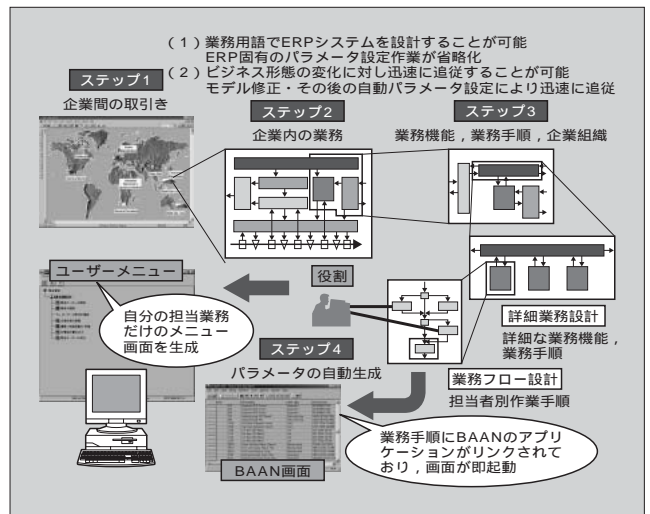 （1）業務用語でERPシステムを設計することが可能
ERP固有のパラメータ設定作業が省略化
（2）ビジネス形態の変化に対し迅速に追従することが可能
モデル修正・その後の自動パラメータ設定により迅速に追従
ステップ1
企業間の取引き
ステップ2
企業内の業務
ステップ3
業務機能，業務手順，企業組織
ユーザーメニュー
自分の担当業務
だけのメニュー
画面を生成
役割
詳細業務設計
詳細な業務機能，
業務手順
ステップ4
パラメータの自動生成
業務フロー設計
担当者別作業手順
BAAN画面
業務手順にBAANのアプリ
ケーションがリンクされて
おり，画面が即起動